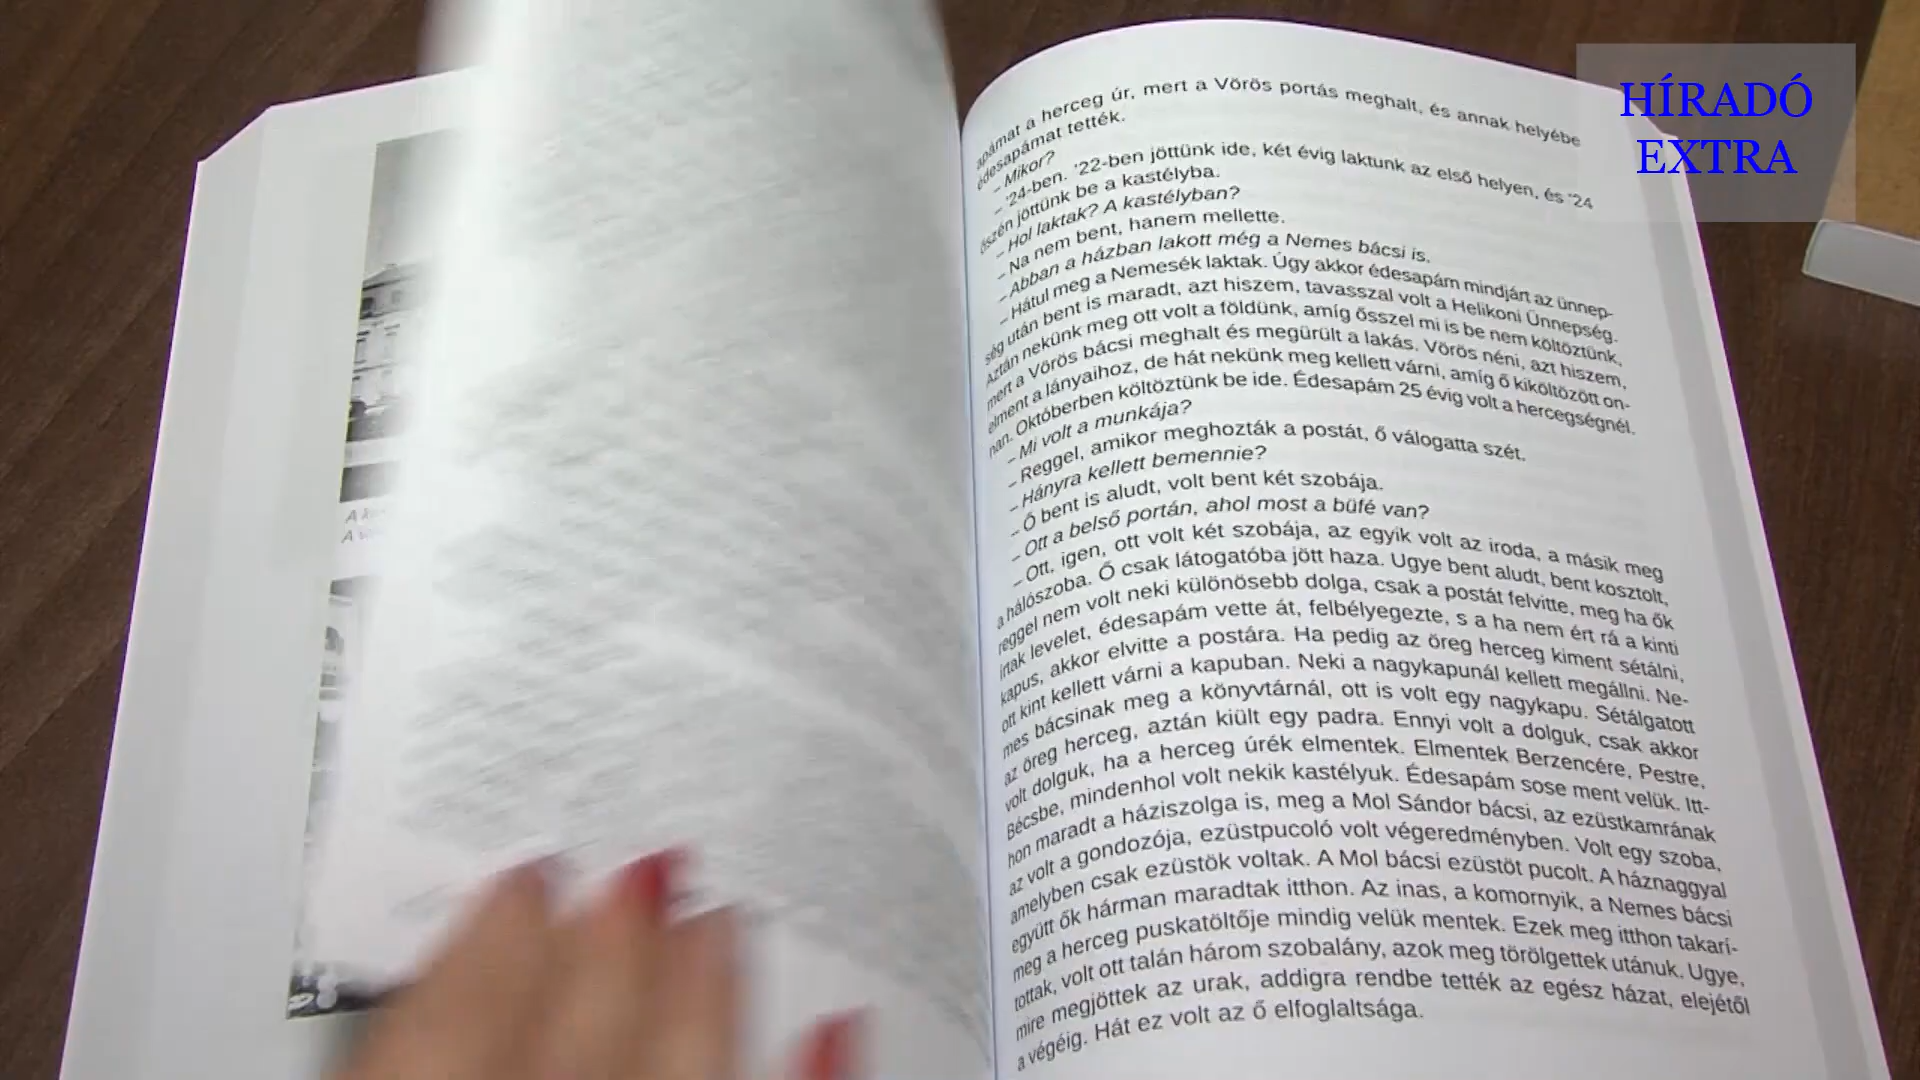 HÍRADÓ
EXTRA
apámat a herceg úr, mert a Vörös portás meghalt, és annak helyébe
édesapámat tették.
– Mikor?
– '24-ben. '22-ben jöttünk ide, két évig laktunk az első helyen, és '24
őszén jöttünk be a kastélyba.
– Hol laktak? A kastélyban?
– Na nem bent, hanem mellette.
– Abban a házban lakott még a Nemes bácsi is.
– Hátul meg a Nemesék laktak. Úgy akkor édesapám mindjárt az ünnep-
ség után bent is maradt, azt hiszem, tavasszal volt a Helikoni Ünnepség.
Aztán nekünk meg ott volt a földünk, amíg ősszel mi is be nem költöztünk,
mert a Vörös bácsi meghalt és megürült a lakás. Vörös néni, azt hiszem,
elment a lányaihoz, de hát nekünk meg kellett várni, amíg ő kiköltözött on-
nan. Októberben költöztünk be ide. Édesapám 25 évig volt a hercegségnél.
– Mi volt a munkája?
– Reggel, amikor meghozták a postát, ő válogatta szét.
– Hányra kellett bemennie?
– Ő bent is aludt, volt bent két szobája.
– Ott a belső portán, ahol most a büfé van?
– Ott, igen, ott volt két szobája, az egyik volt az iroda, a másik meg
a hálószoba. Ő csak látogatóba jött haza. Ugye bent aludt, bent kosztolt,
reggel nem volt neki különösebb dolga, csak a postát felvitte, meg ha ők
írtak levelet, édesapám vette át, felbélyegezte, s a ha nem ért rá a kinti
kapus, akkor elvitte a postára. Ha pedig az öreg herceg kiment sétálni,
ott kint kellett várni a kapuban. Neki a nagykapunál kellett megállni. Ne-
mes bácsinak meg a könyvtárnál, ott is volt egy nagykapu. Sétálgatott
az öreg herceg, aztán kiült egy padra. Ennyi volt a dolguk, csak akkor
volt dolguk, ha a herceg úrék elmentek. Elmentek Berzencére, Pestre,
Bécsbe, mindenhol volt nekik kastélyuk. Édesapám sose ment velük. Itt-
hon maradt a háziszolga is, meg a Mol Sándor bácsi, az ezüstkamrának
az volt a gondozója, ezüstpucoló volt végeredményben. Volt egy szoba,
amelyben csak ezüstök voltak. A Mol bácsi ezüstöt pucolt. A háznaggyal
együtt ők hárman maradtak itthon. Az inas, a komornyik, a Nemes bácsi
meg a herceg puskatöltője mindig velük mentek. Ezek meg itthon takarí-
tottak, volt ott talán három szobalány, azok meg törölgettek utánuk. Ugye,
mire megjöttek az urak, addigra rendbe tették az egész házat, elejétől
a végéig. Hát ez volt az ő elfoglaltsága.